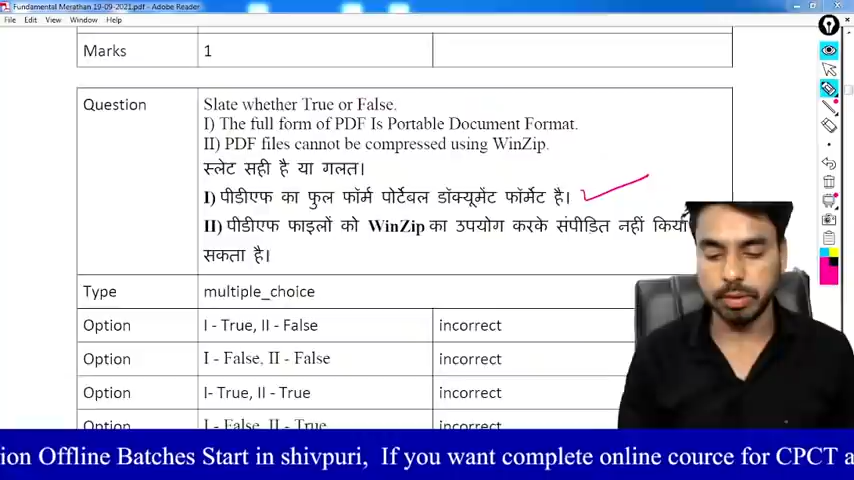 Fundamental Merathan 19-09-2021.pdf - Adobe Reader
File Edit View Window Help
Marks 1
Question Slate whether True or False.
I) The full form of PDF Is Portable Document Format.
II) PDF files cannot be compressed using WinZip.
स्लेट सही है या गलत।
I) पीडीएफ का फुल फॉर्म पोर्टेबल डॉक्यूमेंट फॉर्मेट है।
II) पीडीएफ फाइलों को WinZip का उपयोग करके संपीडित नहीं किया
सकता है।
Type multiple_choice
Option I - True, II - False incorrect
Option I - False, II - False incorrect
Option I- True, II - True incorrect
Option I - False, II - True incorrect
ion Offline Batches Start in shivpuri, If you want complete online cource for CPCT a